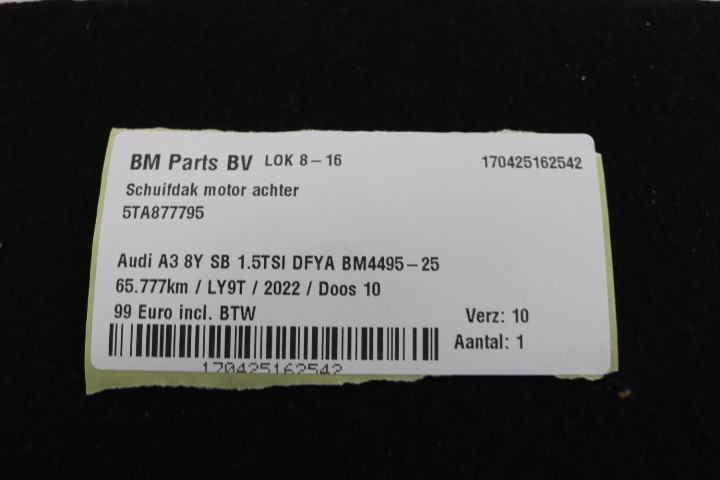 BM Parts BV LOK 8-16 170425162542
Schuifdak motor achter
5TA877795
Audi A3 8Y SB 1.5TSI DFYA BM4495-25
65.777km / LY9T / 2022 / Doos 10
99 Euro incl. BTW Verz: 10
Aantal: 1
170425162542